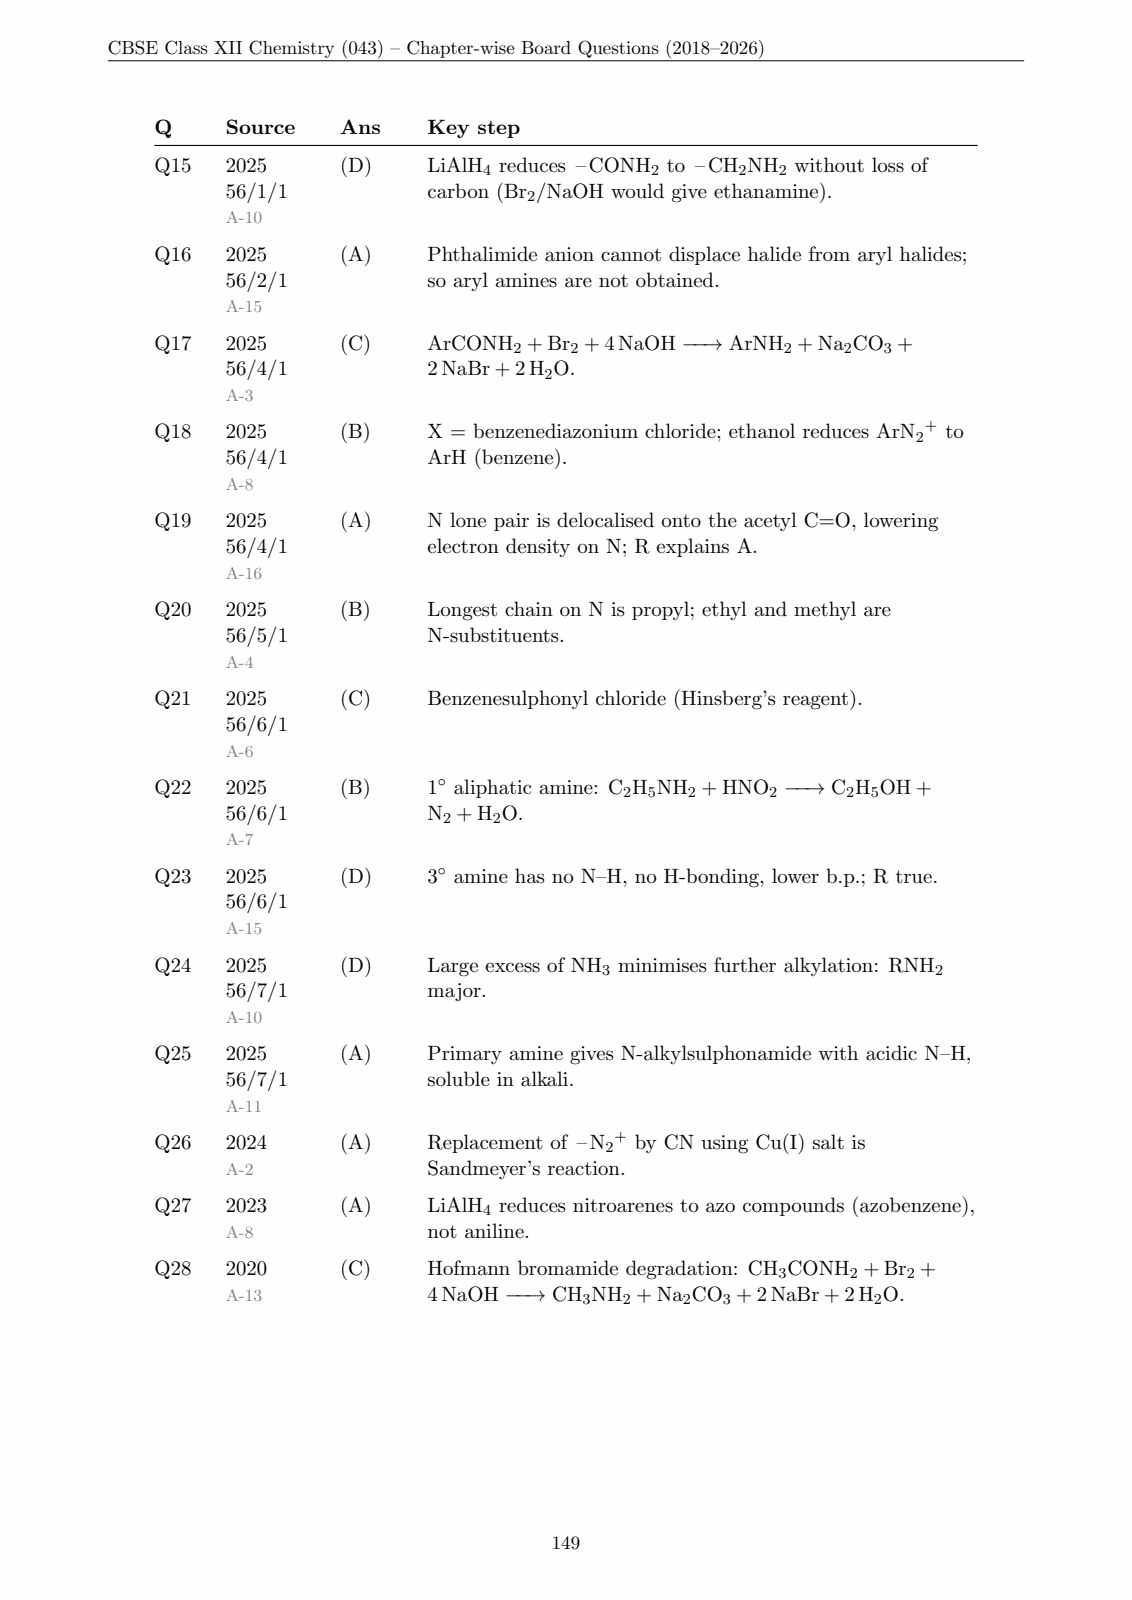 CBSE Class XII Chemistry (043) – Chapter-wise Board Questions (2018–2026)
Q Source Ans Key step
Q15 2025 (D) LiAlH₄ reduces –CONH₂ to –CH₂NH₂ without loss of
56/1/1 carbon (Br₂/NaOH would give ethanamine).
A-10
Q16 2025 (A) Phthalimide anion cannot displace halide from aryl halides;
56/2/1 so aryl amines are not obtained.
A-15
Q17 2025 (C) ArCONH₂ + Br₂ + 4 NaOH ⟶ ArNH₂ + Na₂CO₃ +
56/4/1 2 NaBr + 2 H₂O.
A-3
Q18 2025 (B) X = benzenediazonium chloride; ethanol reduces ArN₂⁺ to
56/4/1 ArH (benzene).
A-8
Q19 2025 (A) N lone pair is delocalised onto the acetyl C=O, lowering
56/4/1 electron density on N; R explains A.
A-16
Q20 2025 (B) Longest chain on N is propyl; ethyl and methyl are
56/5/1 N-substituents.
A-4
Q21 2025 (C) Benzenesulphonyl chloride (Hinsberg's reagent).
56/6/1
A-6
Q22 2025 (B) 1° aliphatic amine: C₂H₅NH₂ + HNO₂ ⟶ C₂H₅OH +
56/6/1 N₂ + H₂O.
A-7
Q23 2025 (D) 3° amine has no N–H, no H-bonding, lower b.p.; R true.
56/6/1
A-15
Q24 2025 (D) Large excess of NH₃ minimises further alkylation: RNH₂
56/7/1 major.
A-10
Q25 2025 (A) Primary amine gives N-alkylsulphonamide with acidic N–H,
56/7/1 soluble in alkali.
A-11
Q26 2024 (A) Replacement of –N₂⁺ by CN using Cu(I) salt is
A-2 Sandmeyer's reaction.
Q27 2023 (A) LiAlH₄ reduces nitroarenes to azo compounds (azobenzene),
A-8 not aniline.
Q28 2020 (C) Hofmann bromamide degradation: CH₃CONH₂ + Br₂ +
A-13 4 NaOH ⟶ CH₃NH₂ + Na₂CO₃ + 2 NaBr + 2 H₂O.
149